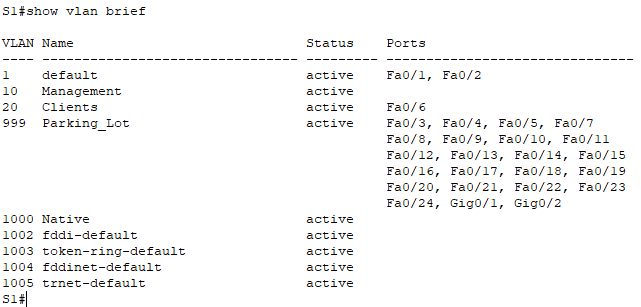 S1#show vlan brief
VLAN Name                             Status    Ports
---- -------------------------------- --------- -------------------------------
1    default                          active    Fa0/1, Fa0/2
10   Management                       active
20   Clients                          active    Fa0/6
999  Parking_Lot                      active    Fa0/3, Fa0/4, Fa0/5, Fa0/7
                                                Fa0/8, Fa0/9, Fa0/10, Fa0/11
                                                Fa0/12, Fa0/13, Fa0/14, Fa0/15
                                                Fa0/16, Fa0/17, Fa0/18, Fa0/19
                                                Fa0/20, Fa0/21, Fa0/22, Fa0/23
                                                Fa0/24, Gig0/1, Gig0/2
1000 Native                           active
1002 fddi-default                     active
1003 token-ring-default               active
1004 fddinet-default                  active
1005 trnet-default                    active
S1#